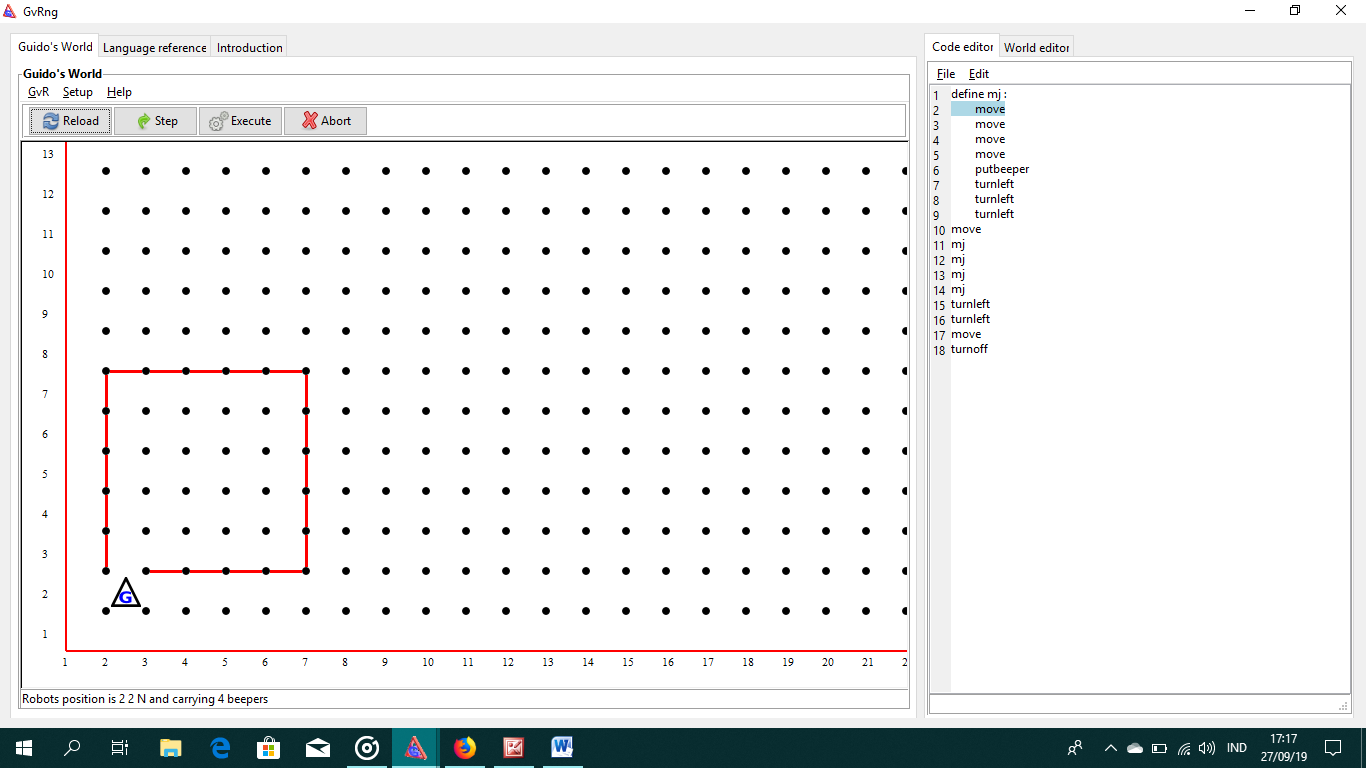 GvRng
Guido's World Language reference Introduction
Guido's World
GvR Setup Help
Reload Step Execute Abort
13
12
11
10
9
8
7
6
5
4
3
2
1
G
1 2 3 4 5 6 7 8 9 10 11 12 13 14 15 16 17 18 19 20 21 2
Robots position is 2 2 N and carrying 4 beepers
Code editor World editor
File Edit
1 define mj :
2 move
3 move
4 move
5 move
6 putbeeper
7 turnleft
8 turnleft
9 turnleft
10 move
11 mj
12 mj
13 mj
14 mj
15 turnleft
16 turnleft
17 move
18 turnoff
IND
17:17
27/09/19